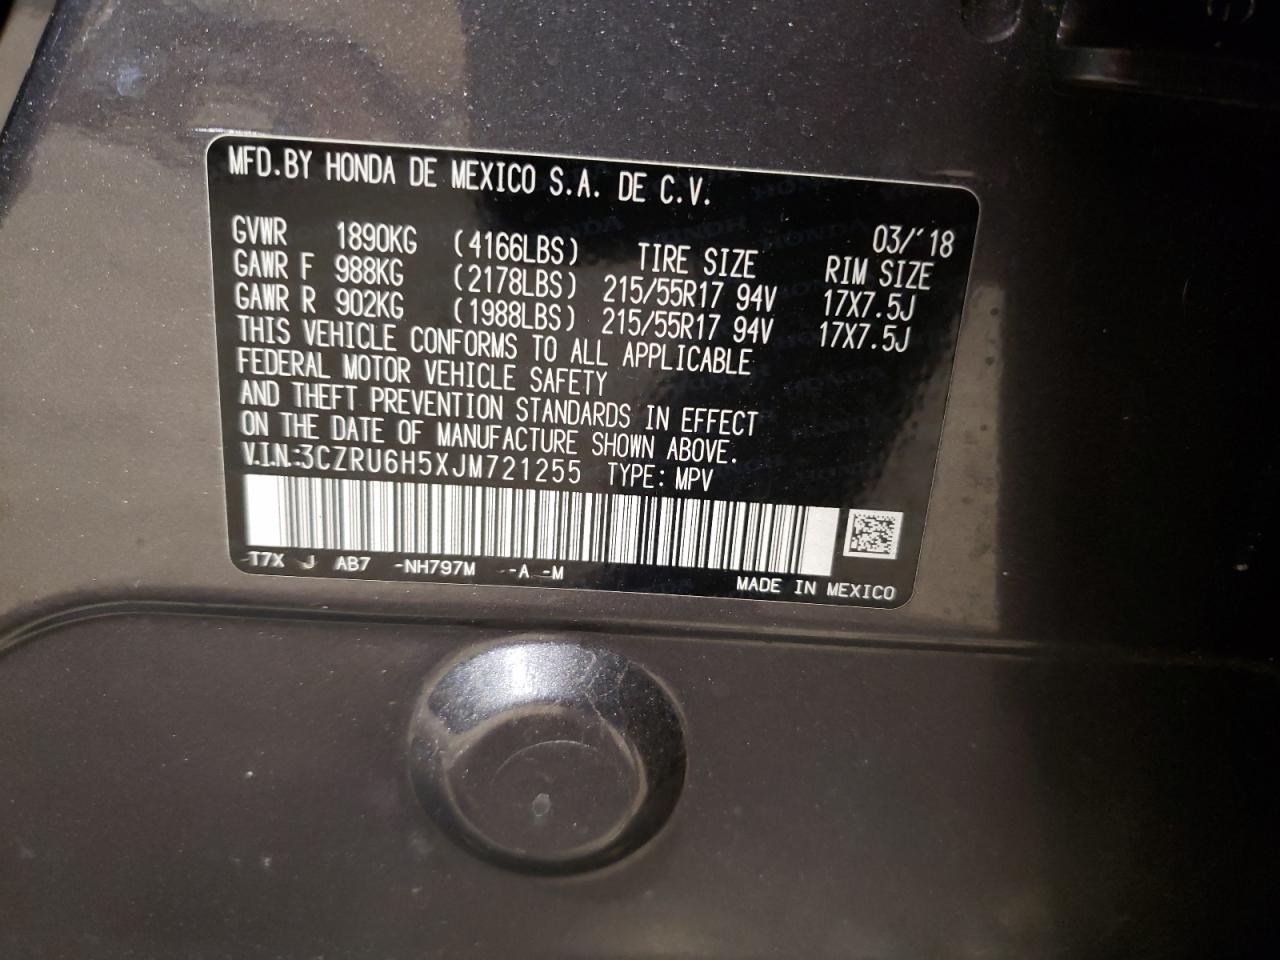 MFD.BY HONDA DE MEXICO S.A. DE C.V.
03/'18
GVWR 1890KG (4166LBS) TIRE SIZE RIM SIZE
GAWR F 988KG (2178LBS) 215/55R17 94V 17X7.5J
GAWR R 902KG (1988LBS) 215/55R17 94V 17X7.5J
THIS VEHICLE CONFORMS TO ALL APPLICABLE
FEDERAL MOTOR VEHICLE SAFETY
AND THEFT PREVENTION STANDARDS IN EFFECT
ON THE DATE OF MANUFACTURE SHOWN ABOVE.
V.I.N.:3CZRU6H5XJM721255 TYPE: MPV
T7X J AB7 -NH797M -A -M
MADE IN MEXICO